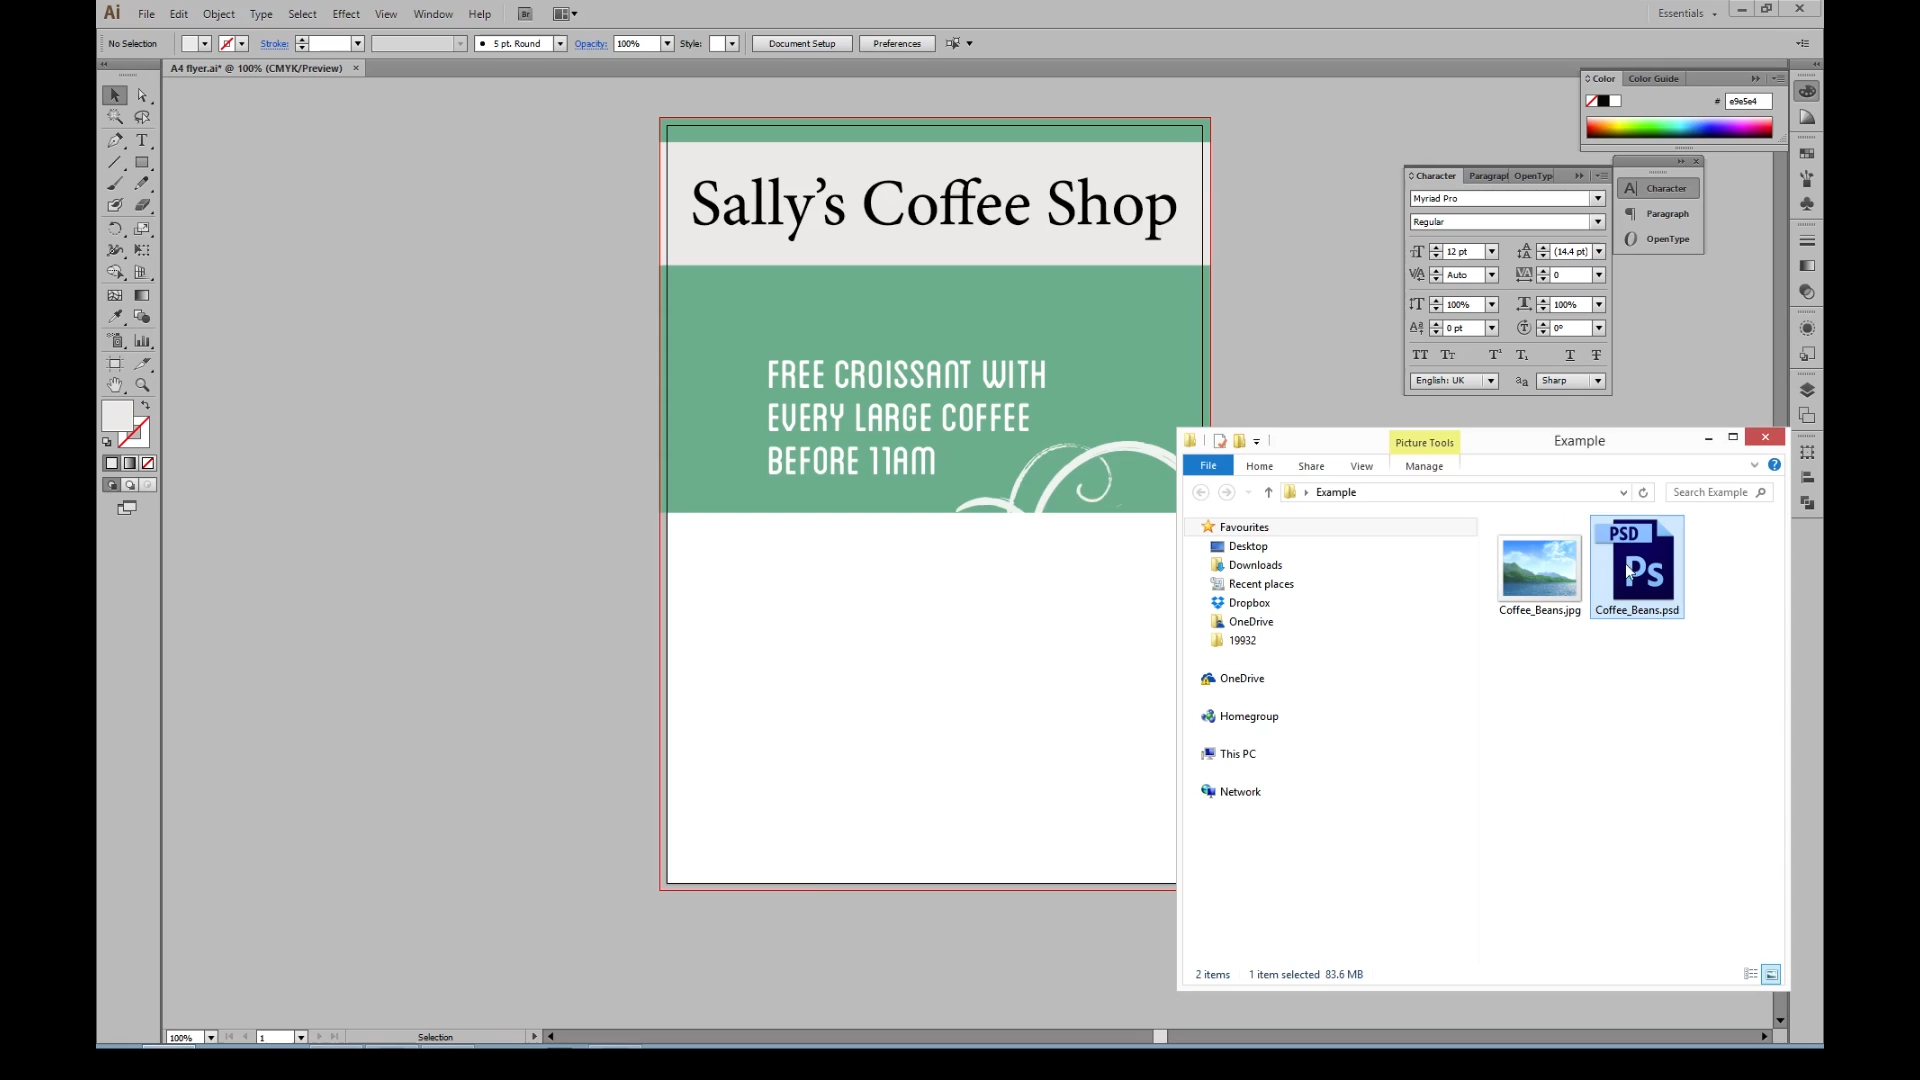 Ai File Edit Object Type Select Effect View Window Help Br Essentials
No Selection Stroke: 5 pt. Round Opacity: 100% Style: Document Setup Preferences
A4 flyer.ai* @ 100% (CMYK/Preview) ×
Color Color Guide
# e9e5e4
Character Paragraph OpenType
Myriad Pro
Regular
12 pt (14.4 pt)
Auto 0
100% 100%
0 pt 0°
English: UK Sharp
Character
Paragraph
OpenType
Sally's Coffee Shop
FREE CROISSANT WITH
EVERY LARGE COFFEE
BEFORE 11AM
Picture Tools Example
File Home Share View Manage
Example Search Example
Favourites
Desktop
Downloads
Recent places
Dropbox
OneDrive
19932
OneDrive
Homegroup
This PC
Network
PSD
Ps
Coffee_Beans.jpg Coffee_Beans.psd
2 items 1 item selected 83.6 MB
100% 1 Selection